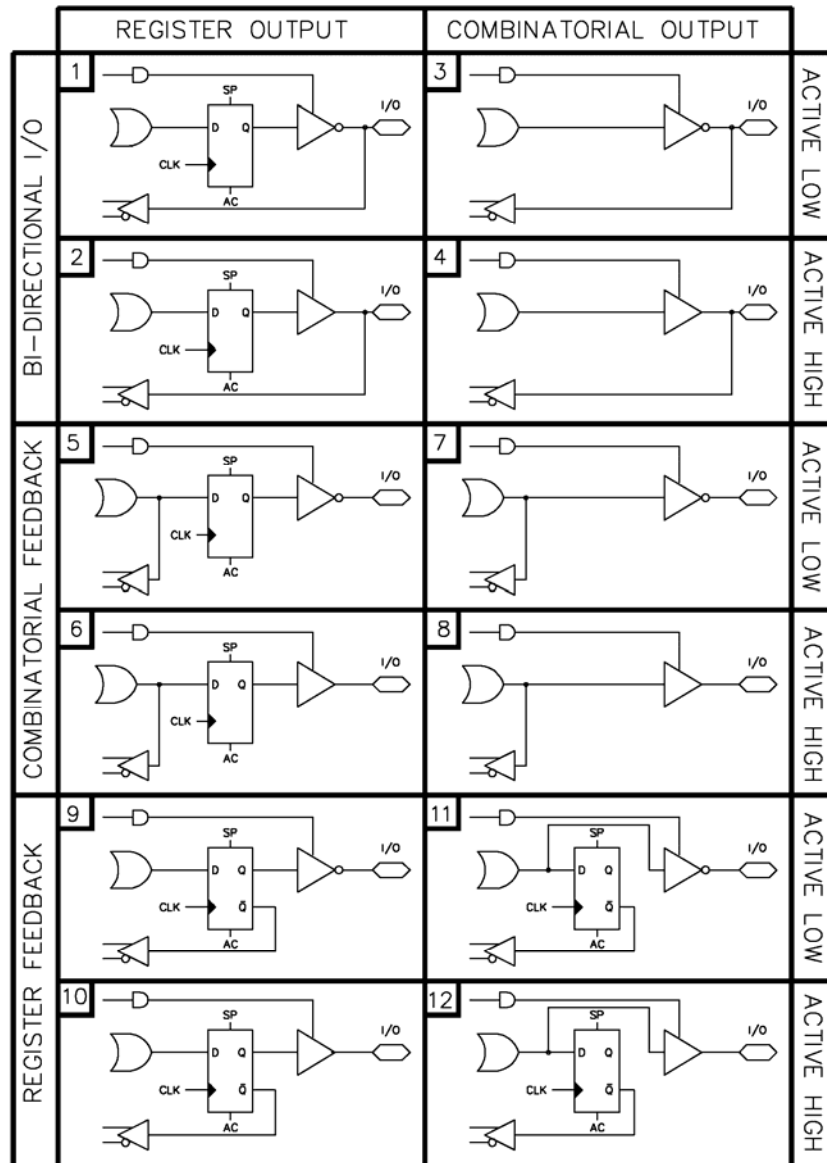 REGISTER OUTPUT
COMBINATORIAL OUTPUT
BI-DIRECTIONAL I/O
1
SP
I/O
D Q
CLK
AC
3
I/O
ACTIVE LOW
2
SP
I/O
D Q
CLK
AC
4
I/O
ACTIVE HIGH
COMBINATORIAL FEEDBACK
5
SP
I/O
D Q
CLK
AC
7
I/O
ACTIVE LOW
6
SP
I/O
D Q
CLK
AC
8
I/O
ACTIVE HIGH
REGISTER FEEDBACK
9
SP
I/O
D Q
CLK
Q̅
AC
11
SP
I/O
D Q
CLK
Q̅
AC
ACTIVE LOW
10
SP
I/O
D Q
CLK
Q̅
AC
12
SP
I/O
D Q
CLK
Q̅
AC
ACTIVE HIGH